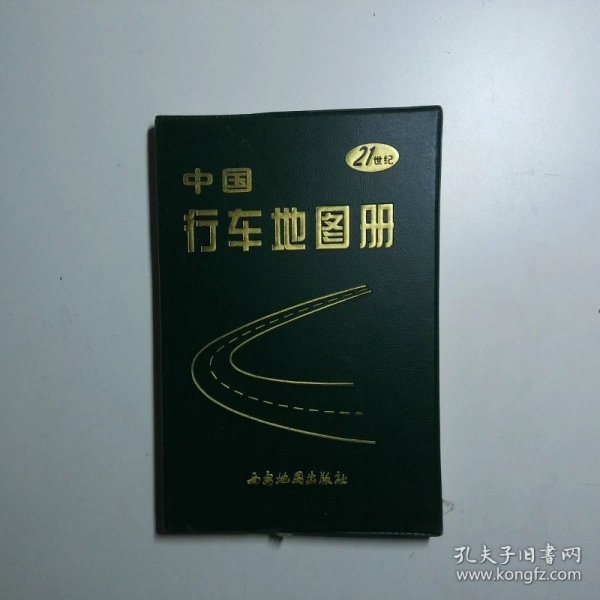 21世纪
中国
行车地图册
西安地图出版社
孔夫子旧书网
www.kongfz.com